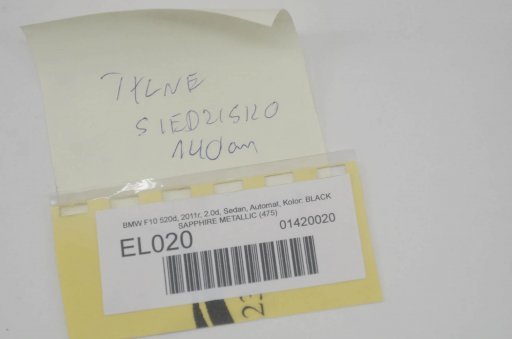 TYLNE
SIEDZISKO
140cm
BMW F10 520d, 2011r, 2.0d, Sedan, Automat, Kolor: BLACK
SAPPHIRE METALLIC (475)
EL020
01420020